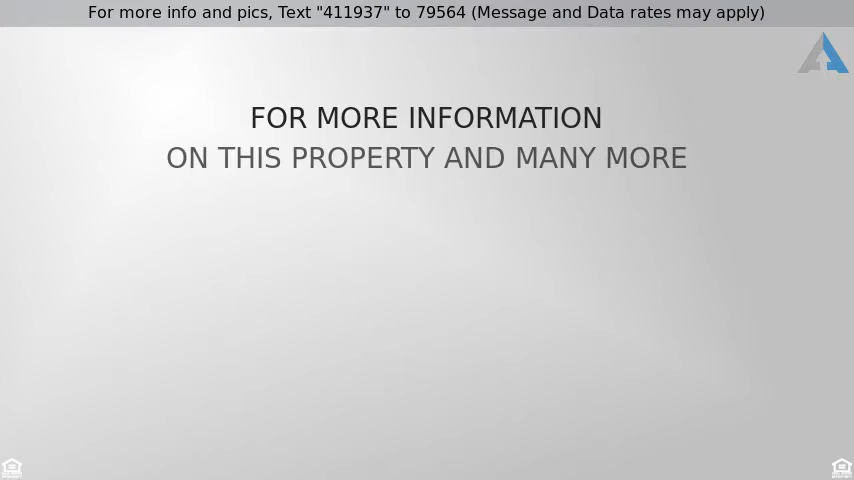 For more info and pics, Text "411937" to 79564 (Message and Data rates may apply)
FOR MORE INFORMATION
ON THIS PROPERTY AND MANY MORE